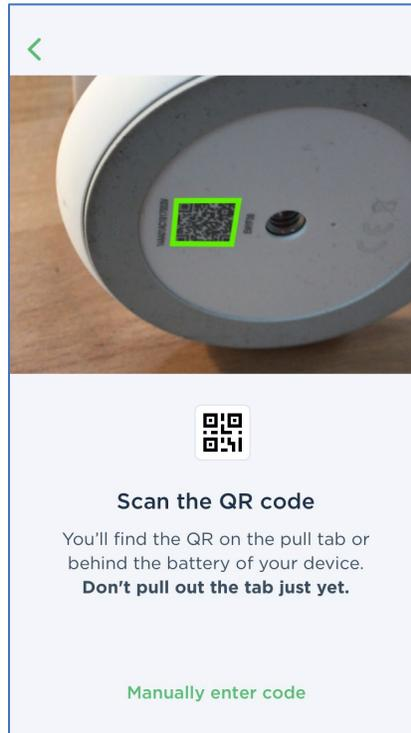 Scan the QR code
You'll find the QR on the pull tab or
behind the battery of your device.
Don't pull out the tab just yet.
Manually enter code